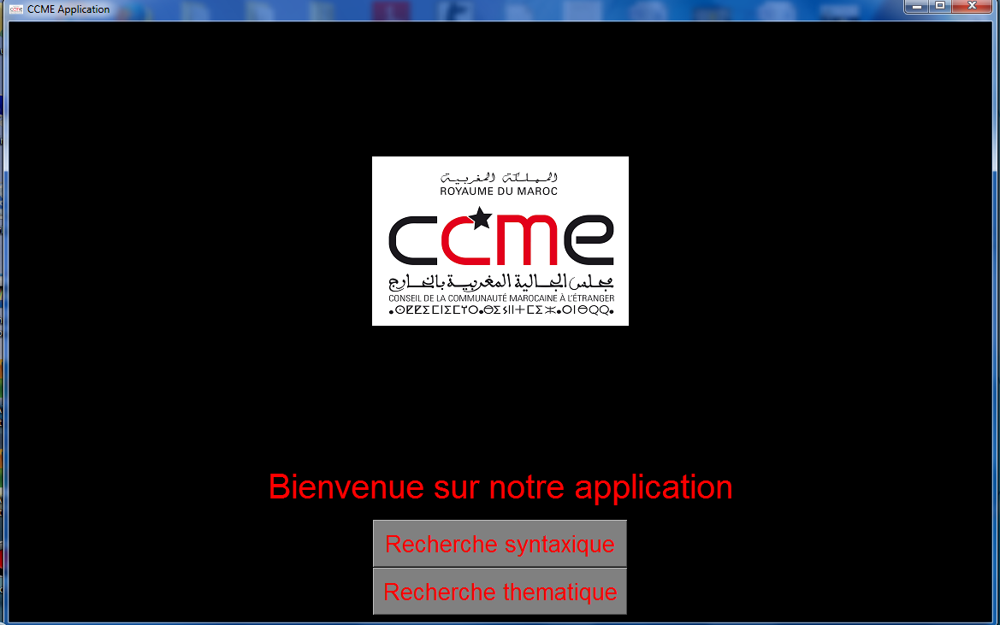 CCME Application
المملكة المغربية
ROYAUME DU MAROC
ccme
مجلس الجالية المغربية بالخارج
CONSEIL DE LA COMMUNAUTÉ MAROCAINE À L'ÉTRANGER
Bienvenue sur notre application
Recherche syntaxique
Recherche thematique